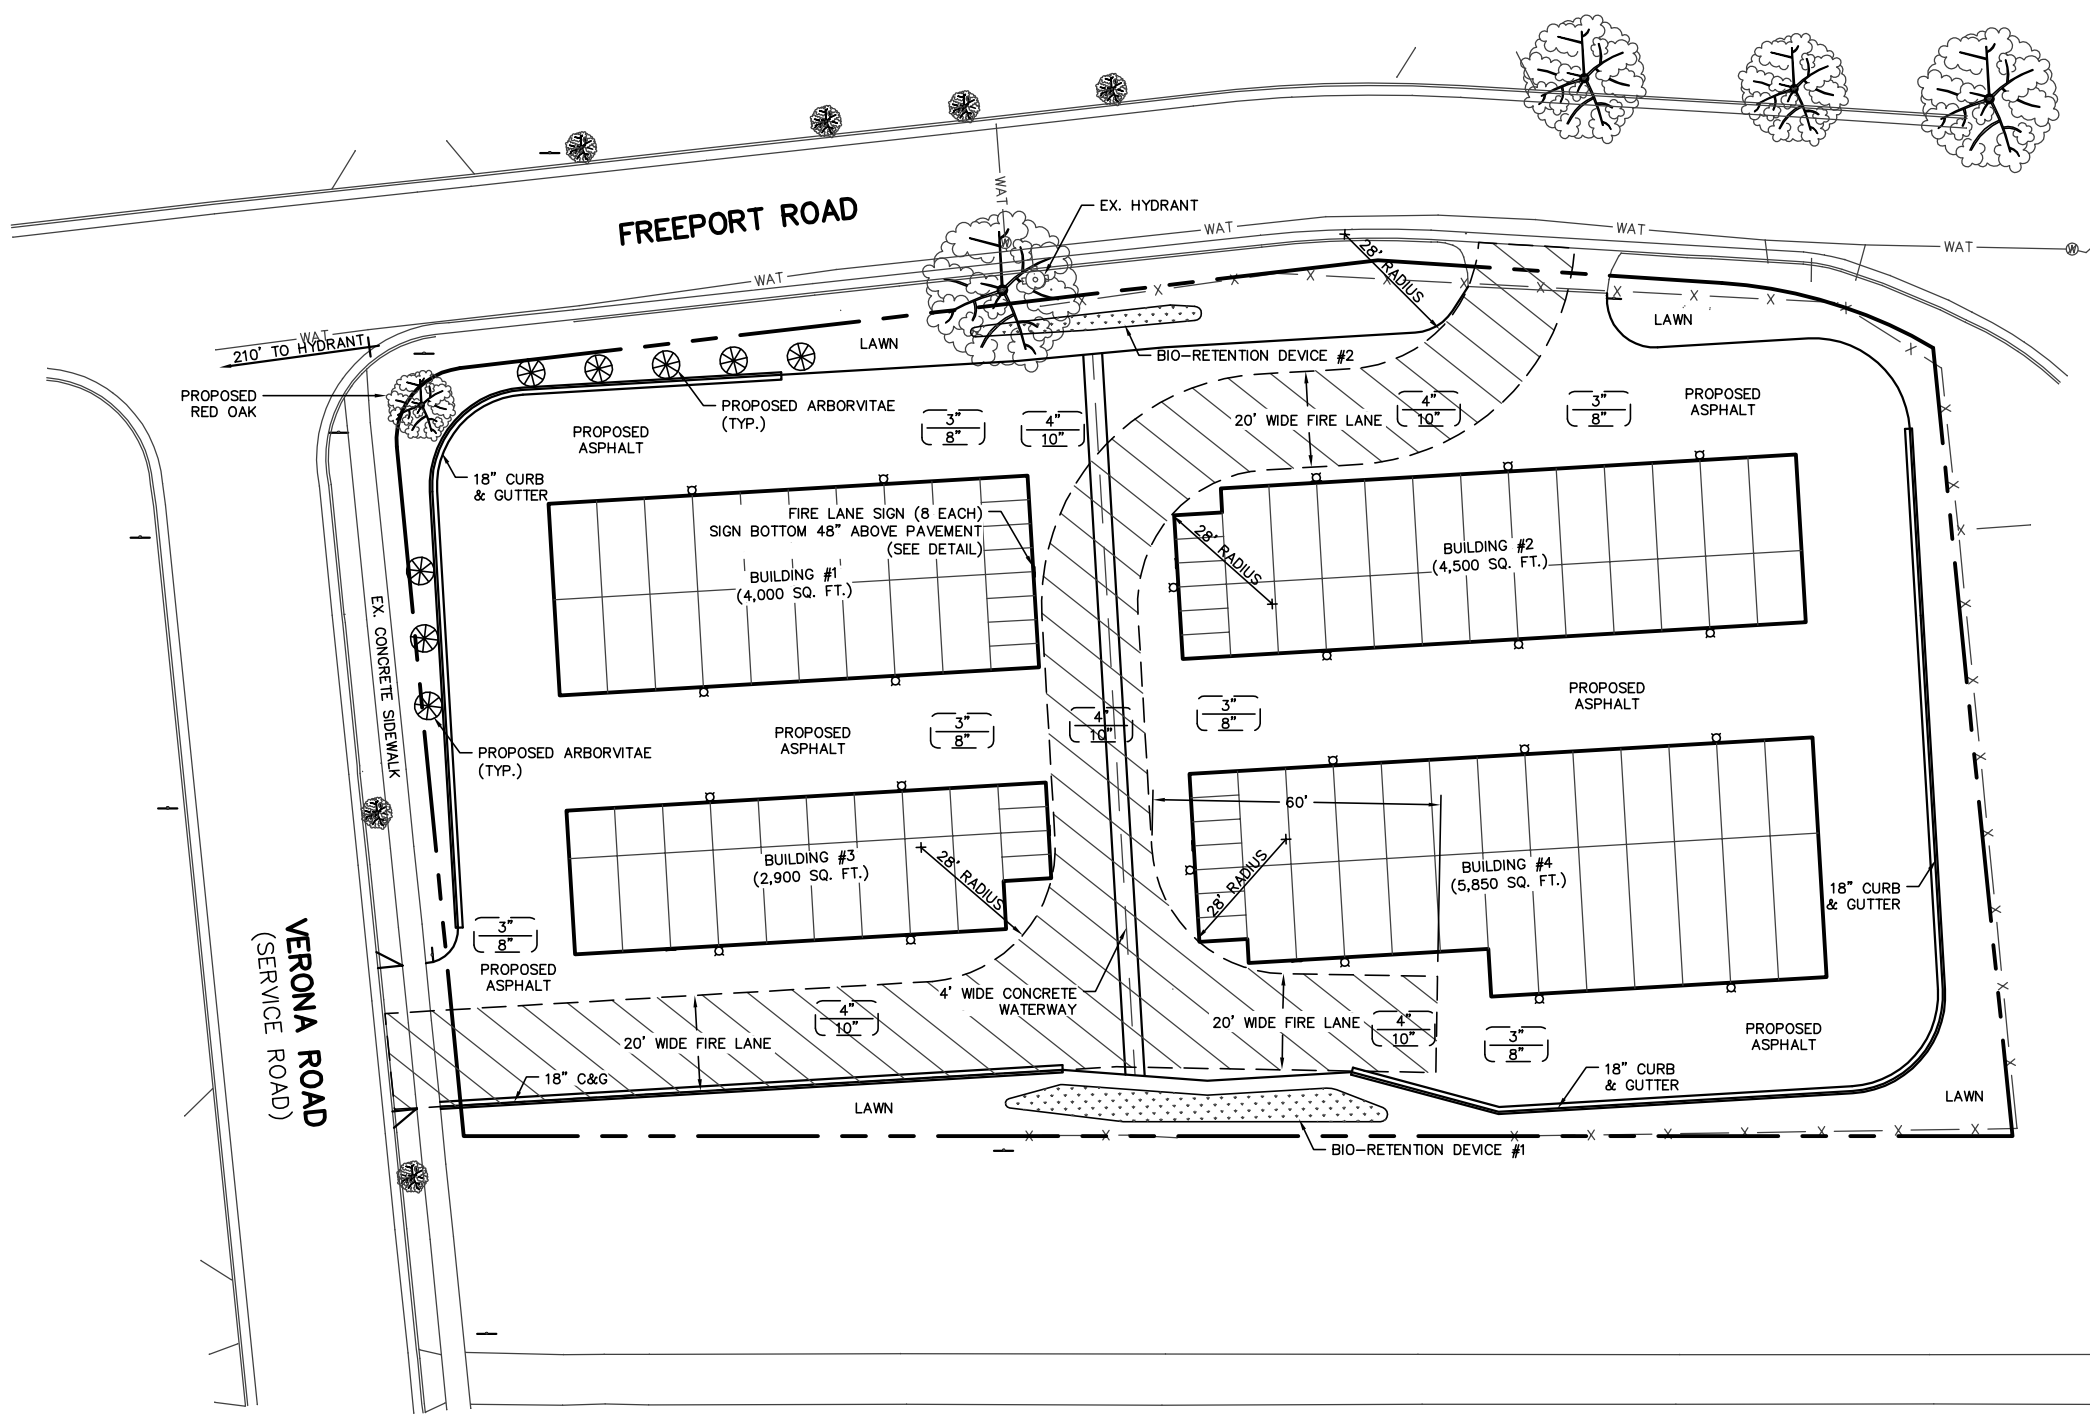 FREEPORT ROAD
EX. HYDRANT
WAT
WAT
WAT
WAT
WAT
WAT
28' RADIUS
210' TO HYDRANT
LAWN
LAWN
BIO-RETENTION DEVICE #2
PROPOSED
RED OAK
PROPOSED ARBORVITAE
(TYP.)
PROPOSED
ASPHALT
3"
8"
4"
10"
20' WIDE FIRE LANE
4"
10"
3"
8"
PROPOSED
ASPHALT
18" CURB
& GUTTER
FIRE LANE SIGN (8 EACH)
SIGN BOTTOM 48" ABOVE PAVEMENT
(SEE DETAIL)
BUILDING #1
(4,000 SQ. FT.)
28' RADIUS
BUILDING #2
(4,500 SQ. FT.)
EX. CONCRETE SIDEWALK
PROPOSED ARBORVITAE
(TYP.)
PROPOSED
ASPHALT
3"
8"
4"
10"
3"
8"
PROPOSED
ASPHALT
60'
BUILDING #3
(2,900 SQ. FT.)
28' RADIUS
28' RADIUS
BUILDING #4
(5,850 SQ. FT.)
18" CURB
& GUTTER
VERONA ROAD
(SERVICE ROAD)
3"
8"
PROPOSED
ASPHALT
4' WIDE CONCRETE
WATERWAY
20' WIDE FIRE LANE
4"
10"
20' WIDE FIRE LANE
4"
10"
3"
8"
PROPOSED
ASPHALT
18" C&G
18" CURB
& GUTTER
LAWN
LAWN
BIO-RETENTION DEVICE #1
W
W
X